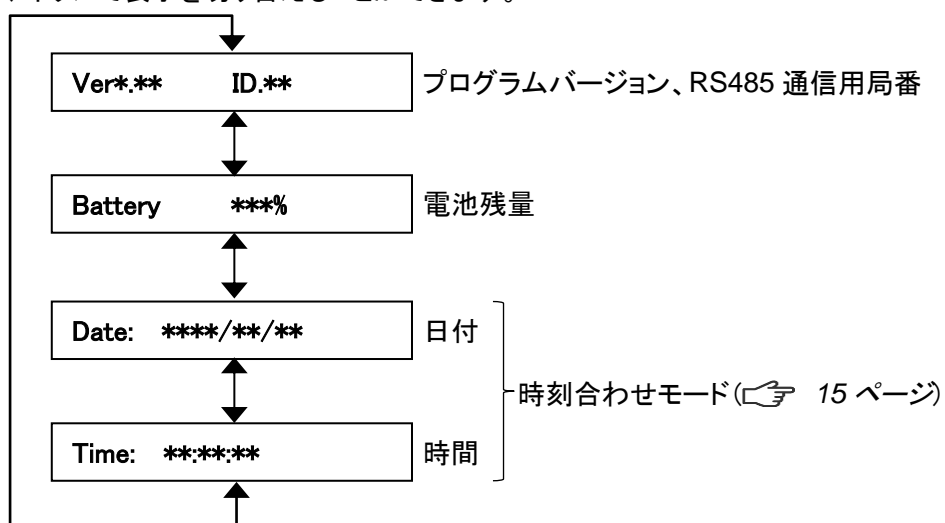 Ver*.** ID.** プログラムバージョン、RS485 通信用局番
Battery ***% 電池残量
Date: ****/**/** 日付
時刻合わせモード(☞ 15 ページ)
Time: **:**:** 時間